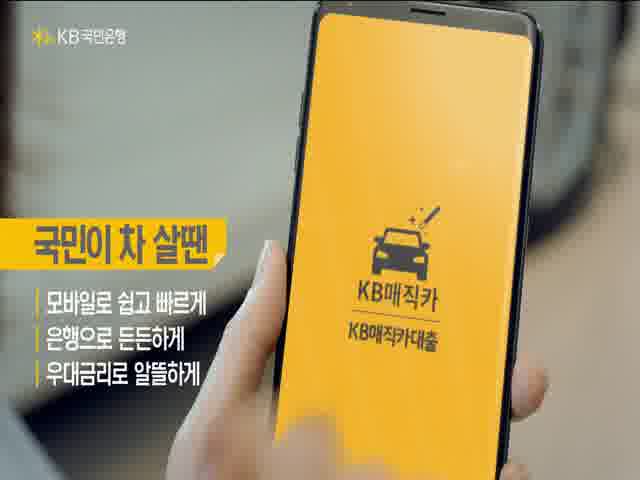 KB국민은행
국민이 차 살땐
모바일로 쉽고 빠르게
은행으로 든든하게
우대금리로 알뜰하게
KB매직카
KB매직카대출